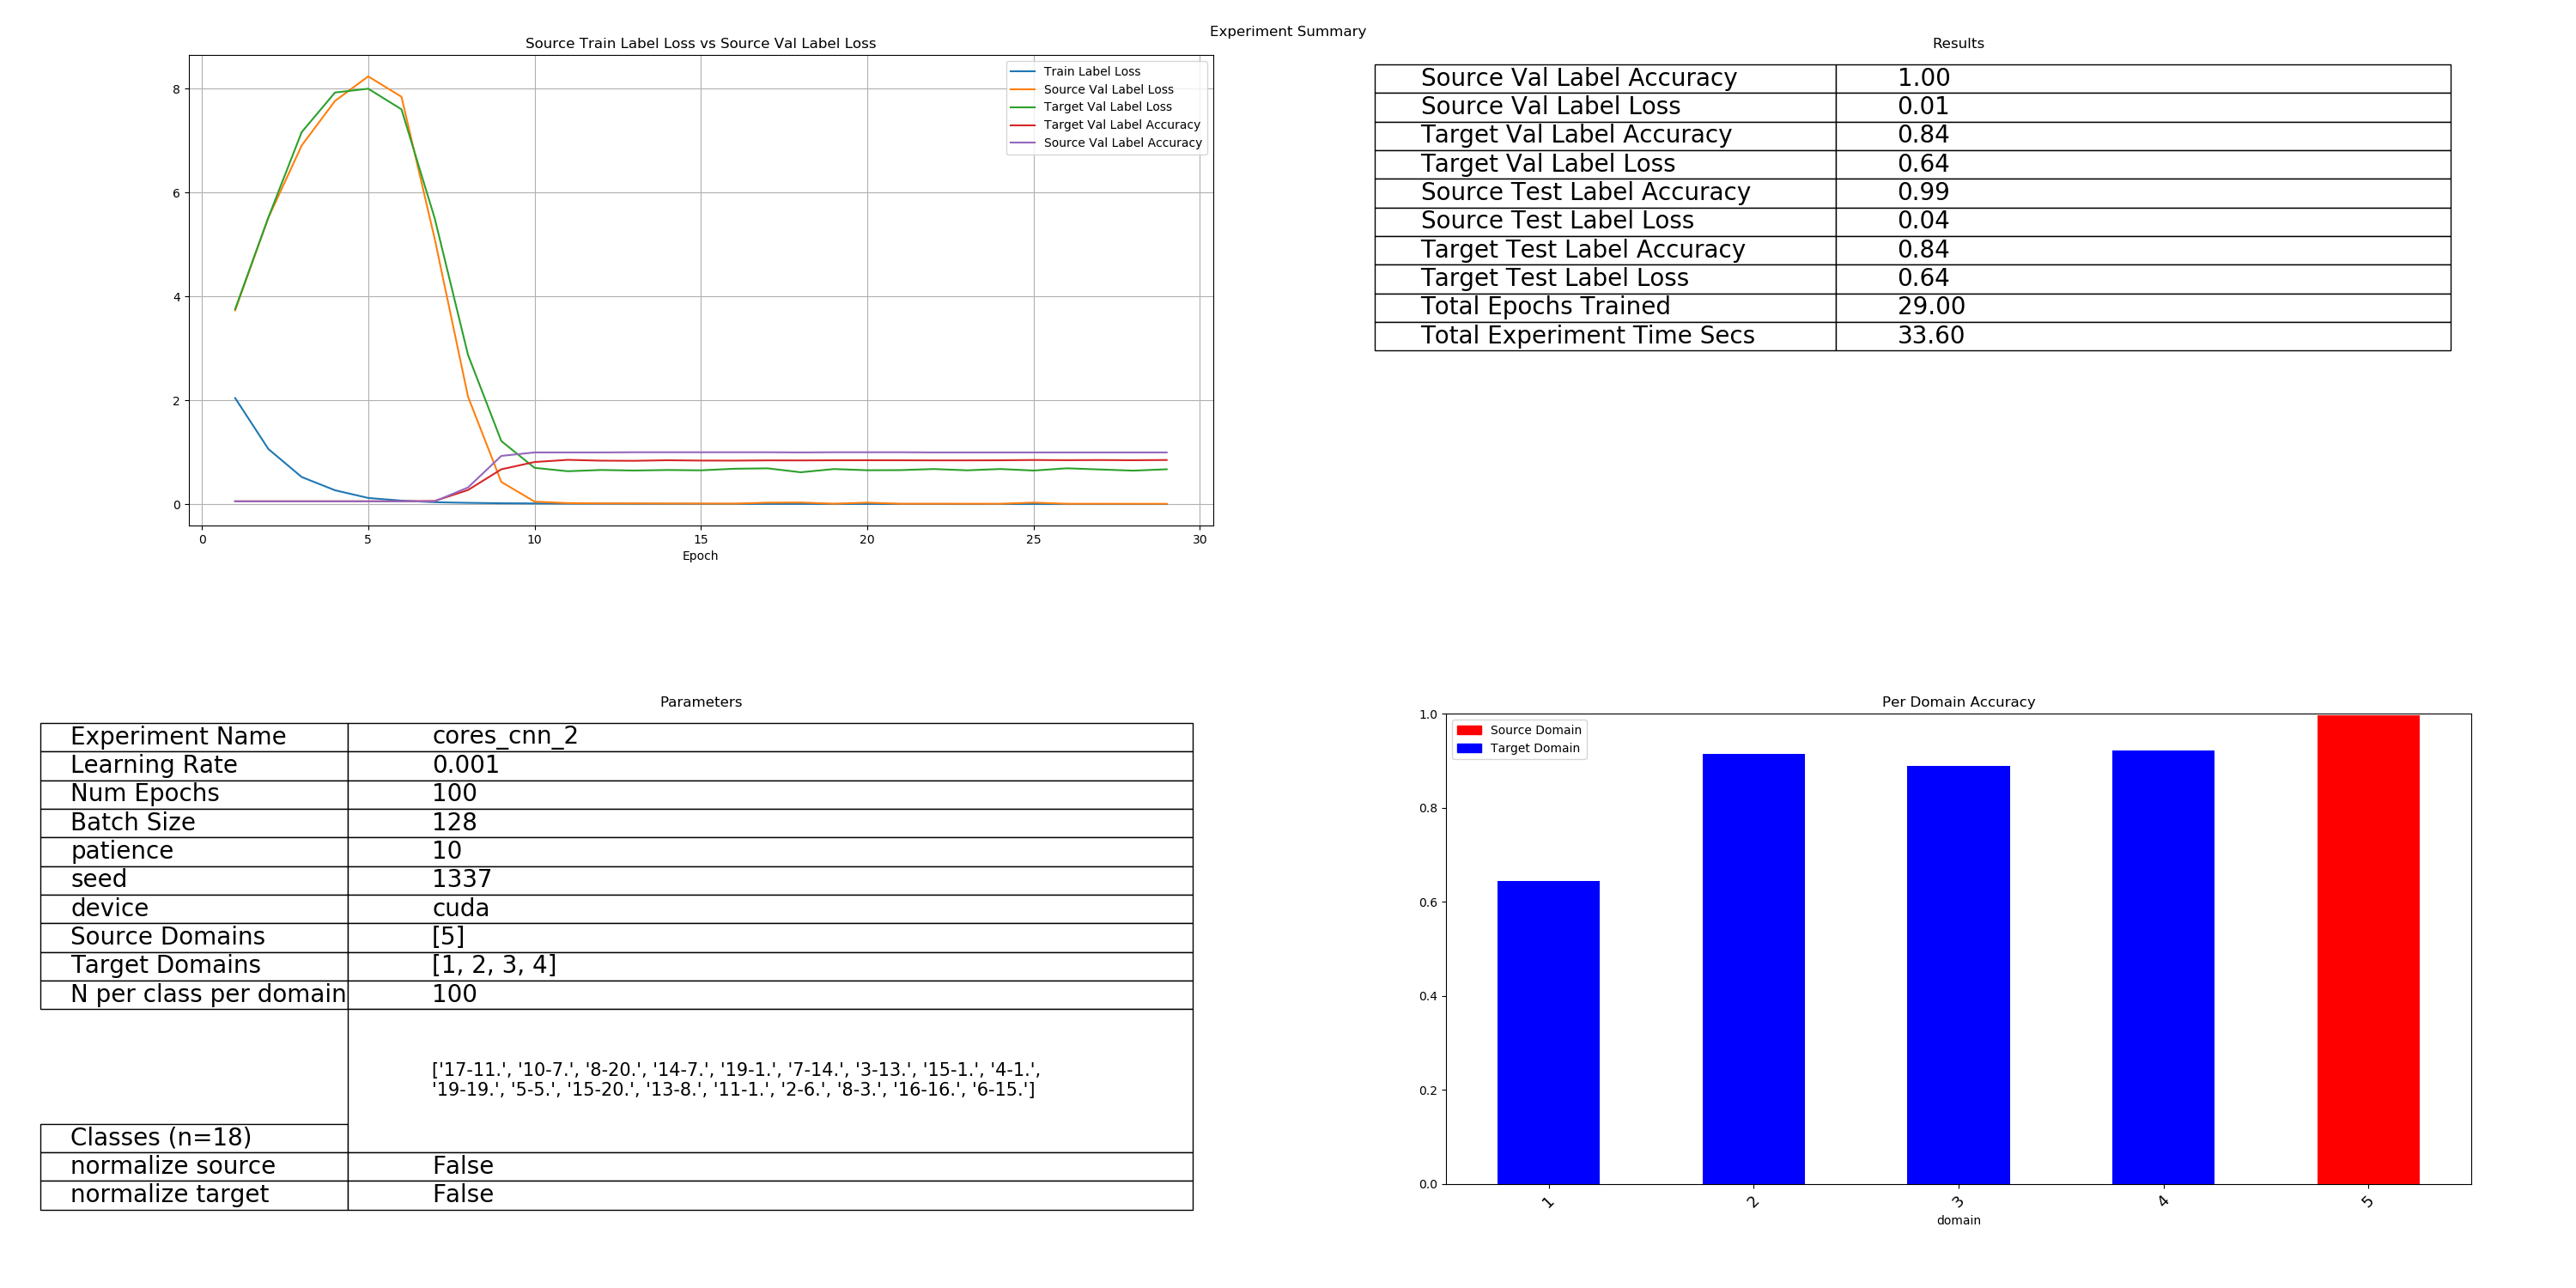 Experiment Summary
Source Train Label Loss vs Source Val Label Loss
8
6
4
2
0
0 5 10 15 20 25 30
Epoch
Train Label Loss
Source Val Label Loss
Target Val Label Loss
Target Val Label Accuracy
Source Val Label Accuracy
Results
Source Val Label Accuracy 1.00
Source Val Label Loss 0.01
Target Val Label Accuracy 0.84
Target Val Label Loss 0.64
Source Test Label Accuracy 0.99
Source Test Label Loss 0.04
Target Test Label Accuracy 0.84
Target Test Label Loss 0.64
Total Epochs Trained 29.00
Total Experiment Time Secs 33.60
Parameters
Experiment Name cores_cnn_2
Learning Rate 0.001
Num Epochs 100
Batch Size 128
patience 10
seed 1337
device cuda
Source Domains [5]
Target Domains [1, 2, 3, 4]
N per class per domain 100
['17-11.', '10-7.', '8-20.', '14-7.', '19-1.', '7-14.', '3-13.', '15-1.', '4-1.',
'19-19.', '5-5.', '15-20.', '13-8.', '11-1.', '2-6.', '8-3.', '16-16.', '6-15.']
Classes (n=18)
normalize source False
normalize target False
Per Domain Accuracy
1.0
0.8
0.6
0.4
0.2
0.0
Source Domain
Target Domain
1 2 3 4 5
domain